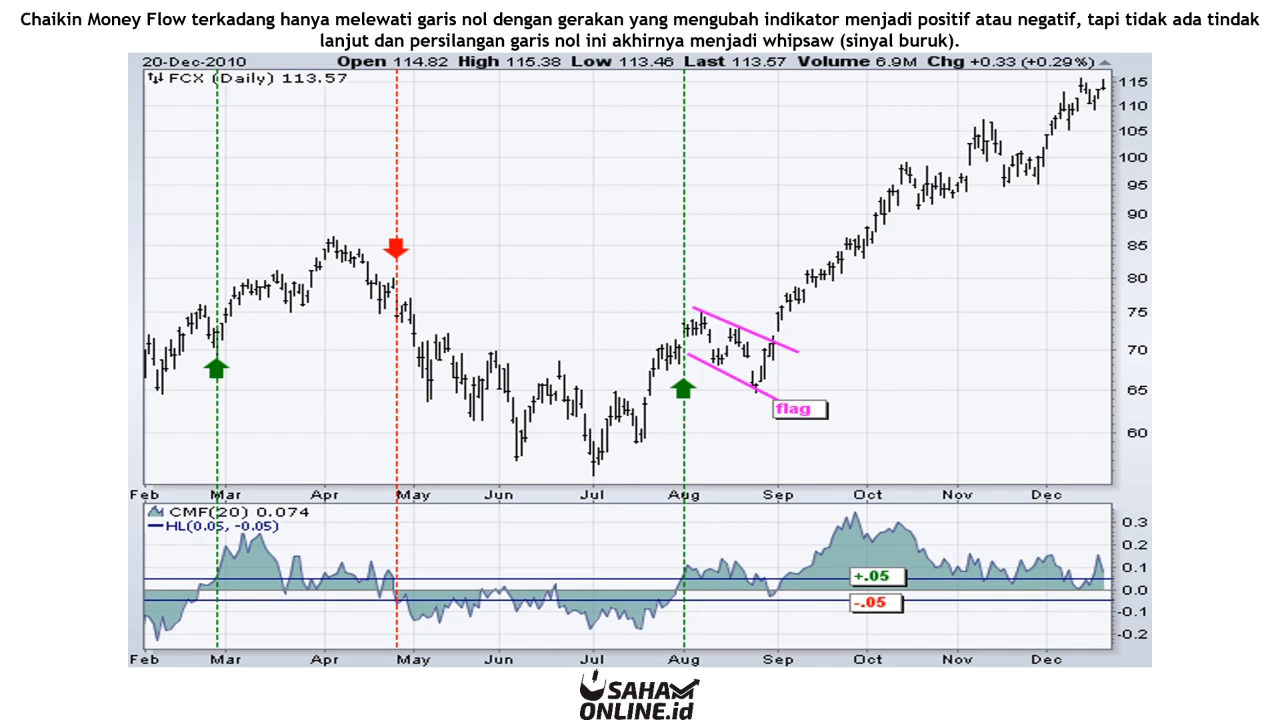 Chaikin Money Flow terkadang hanya melewati garis nol dengan gerakan yang mengubah indikator menjadi positif atau negatif, tapi tidak ada tindak
lanjut dan persilangan garis nol ini akhirnya menjadi whipsaw (sinyal buruk).
20-Dec-2010 Open 114.82 High 115.38 Low 113.46 Last 113.57 Volume 6.9M Chg +0.33 (+0.29%)
FCX (Daily) 113.57
115
110
105
100
95
90
85
80
75
70
65
60
flag
Feb Mar Apr May Jun Jul Aug Sep Oct Nov Dec
CMF(20) 0.074
HL(0.05, -0.05)
0.3
0.2
0.1
0.0
-0.1
-0.2
+.05
-.05
Feb Mar Apr May Jun Jul Aug Sep Oct Nov Dec
SAHAM
ONLINE.id